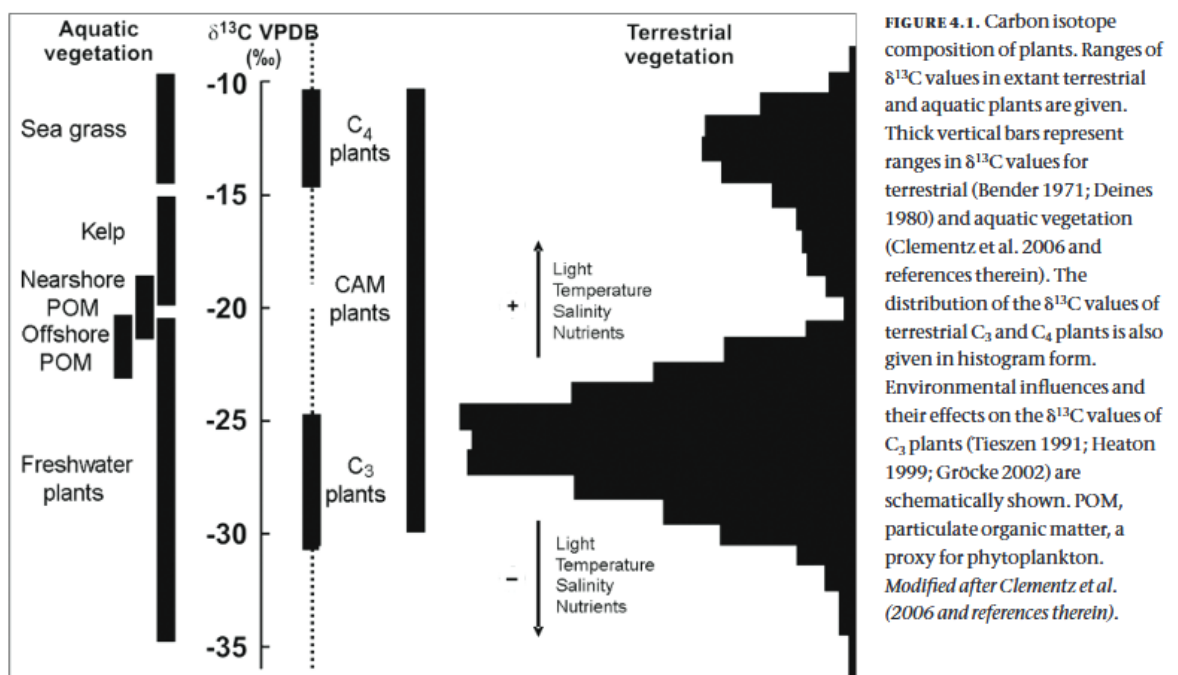 Aquatic
vegetation
δ¹³C VPDB
(‰)
Terrestrial
vegetation
-10
-15
-20
-25
-30
-35
Sea grass
Kelp
Nearshore
POM
Offshore
POM
Freshwater
plants
C₄
plants
CAM
plants
C₃
plants
+
Light
Temperature
Salinity
Nutrients
−
Light
Temperature
Salinity
Nutrients
FIGURE 4.1. Carbon isotope
composition of plants. Ranges of
δ¹³C values in extant terrestrial
and aquatic plants are given.
Thick vertical bars represent
ranges in δ¹³C values for
terrestrial (Bender 1971; Deines
1980) and aquatic vegetation
(Clementz et al. 2006 and
references therein). The
distribution of the δ¹³C values of
terrestrial C₃ and C₄ plants is also
given in histogram form.
Environmental influences and
their effects on the δ¹³C values of
C₃ plants (Tieszen 1991; Heaton
1999; Gröcke 2002) are
schematically shown. POM,
particulate organic matter, a
proxy for phytoplankton.
Modified after Clementz et al.
(2006 and references therein).